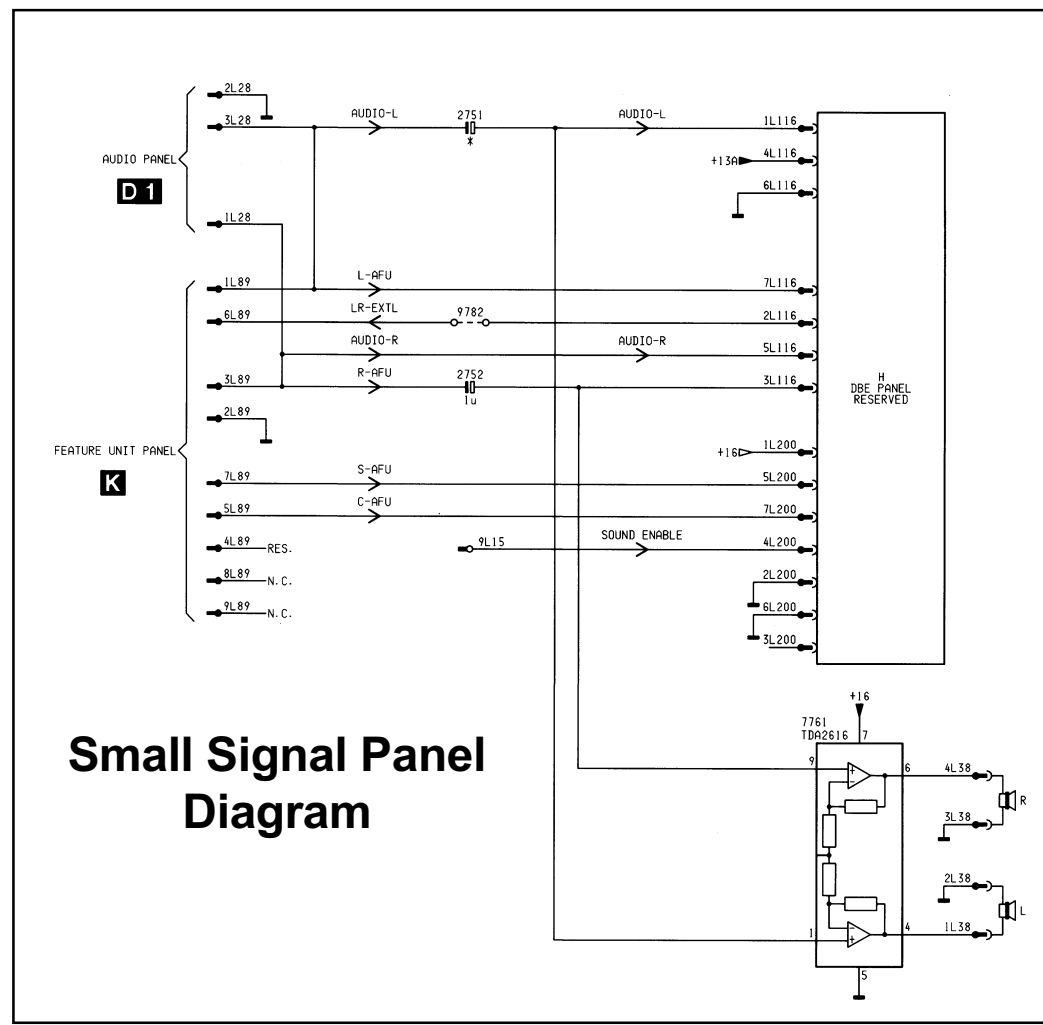 2L28
3L28
AUDIO-L
2751
*
AUDIO-L
1L116
AUDIO PANEL
D 1
+13A
4L116
6L116
1L28
1L89
L-AFU
7L116
6L89
LR-EXTL
9782
2L116
AUDIO-R
AUDIO-R
5L116
3L89
R-AFU
2752
1u
3L116
H
DBE PANEL
RESERVED
2L89
FEATURE UNIT PANEL
K
+16
1L200
7L89
S-AFU
5L200
5L89
C-AFU
7L200
4L89
RES.
9L15
SOUND ENABLE
4L200
8L89
N.C.
2L200
9L89
N.C.
6L200
3L200
+16
7761
TDA2616
7
9
+
-
6
4L38
R
3L38
2L38
L
1
-
+
4
1L38
5
Small Signal Panel
Diagram